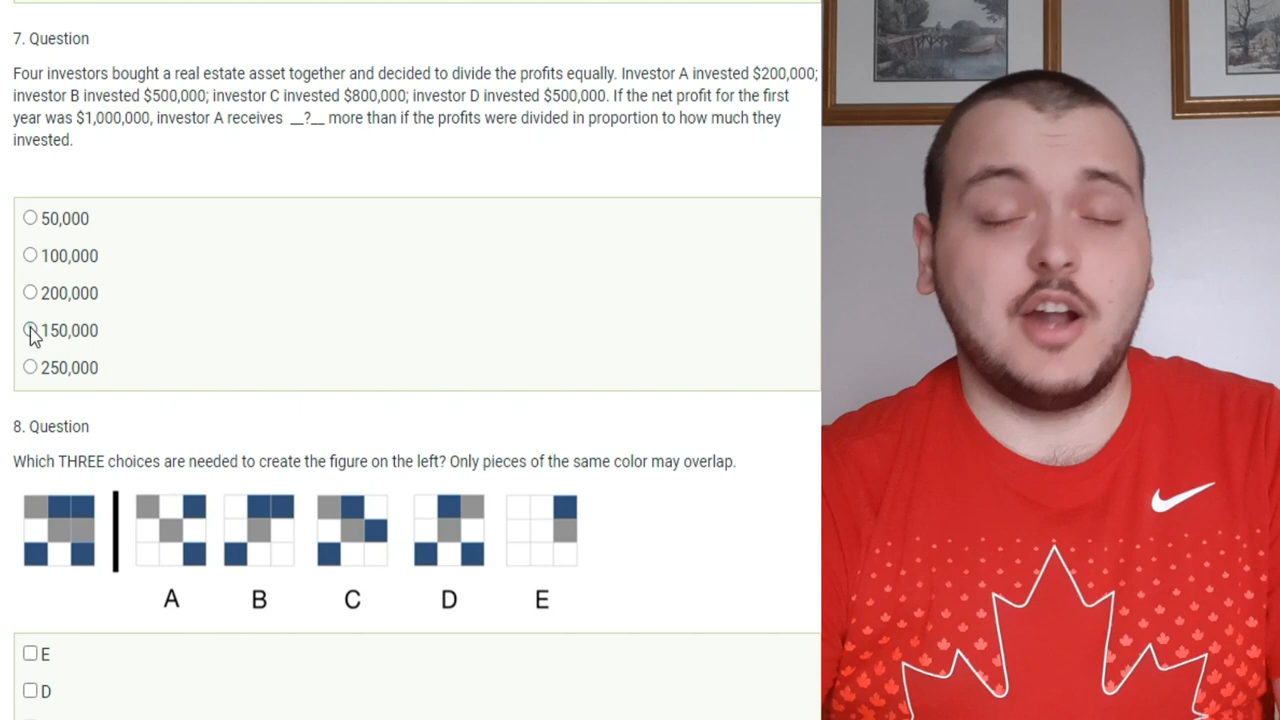 7. Question
Four investors bought a real estate asset together and decided to divide the profits equally. Investor A invested $200,000;
investor B invested $500,000; investor C invested $800,000; investor D invested $500,000. If the net profit for the first
year was $1,000,000, investor A receives __?__ more than if the profits were divided in proportion to how much they
invested.
50,000
100,000
200,000
150,000
250,000
8. Question
Which THREE choices are needed to create the figure on the left? Only pieces of the same color may overlap.
A B C D E
E
D